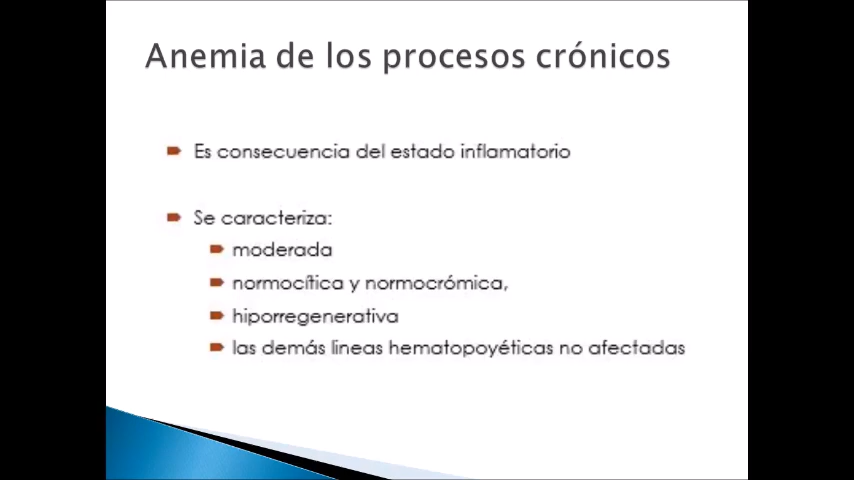 Anemia de los procesos crónicos
Es consecuencia del estado inflamatorio
Se caracteriza:
moderada
normocítica y normocrómica,
hiporregenerativa
las demás lineas hematopoyéticas no afectadas